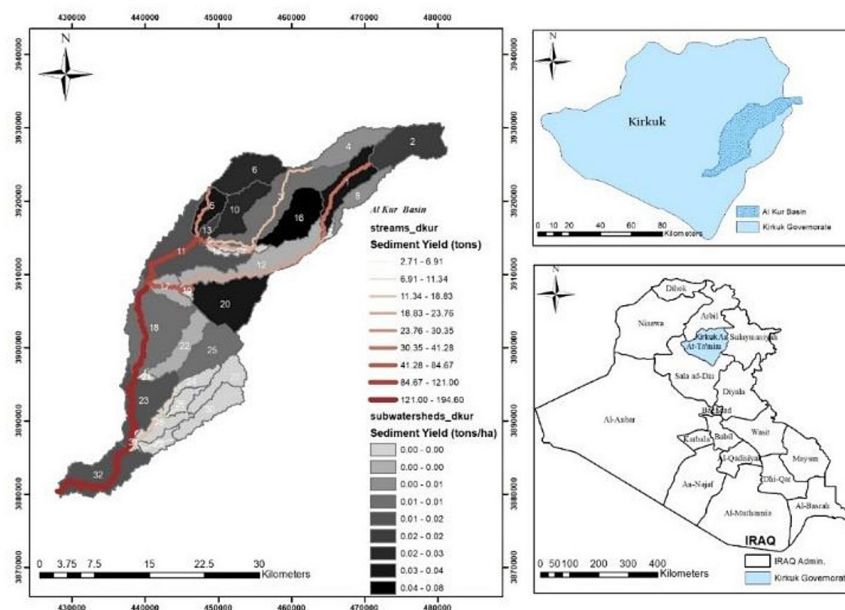 430000 440000 450000 460000 470000 480000
N
3940000
3930000
3920000
3910000
3900000
3890000
3880000
3870000
2
4
6
8
5
10
16
13
11
12
20
18
22
25
23
32
Al Kur Basin
streams_dkur
Sediment Yield (tons)
2.71 - 6.91
6.91 - 11.34
11.34 - 18.83
18.83 - 23.76
23.76 - 30.35
30.35 - 41.28
41.28 - 84.67
84.67 - 121.00
121.00 - 194.60
subwatersheds_dkur
Sediment Yield (tons/ha)
0.00 - 0.00
0.00 - 0.00
0.00 - 0.01
0.01 - 0.01
0.01 - 0.02
0.02 - 0.02
0.02 - 0.03
0.03 - 0.04
0.04 - 0.08
0 3.75 7.5 15 22.5 30
Kilometers
430000 440000 450000 460000 470000 480000
N
Kirkuk
Al Kur Basin
Kirkuk Governorate
0 10 20 40 60 80
Kilometers
N
Dihok
Ninawa
Arbil
Sulaymaniyah
At-Ta'mim
Sala ad-Din
Diyala
Al-Anbar
Karbala
Babil
Wasit
Al-Qadisiyah
Maysan
An-Najaf
Dhi-Qar
Al-Muthannia
Al-Basrah
IRAQ
IRAQ Admin.
Kirkuk Governorate
0 50 100 200 300 400
Kilometers